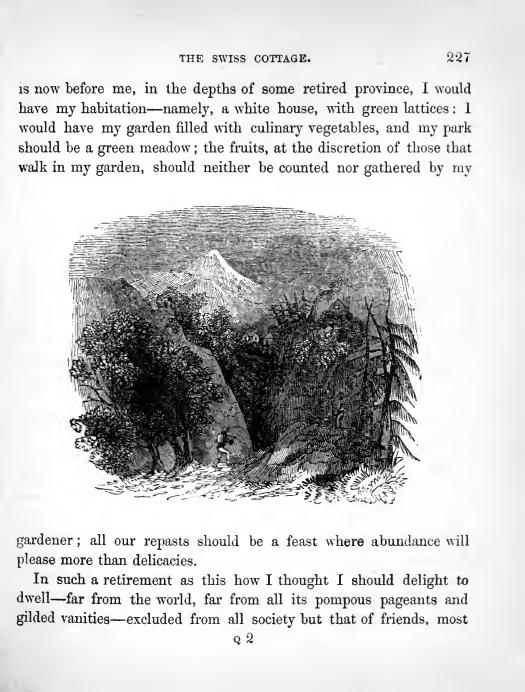 THE SWISS COTTAGE. 227
is now before me, in the depths of some retired province, I would
have my habitation—namely, a white house, with green lattices: I
would have my garden filled with culinary vegetables, and my park
should be a green meadow; the fruits, at the discretion of those that
walk in my garden, should neither be counted nor gathered by my
gardener; all our repasts should be a feast where abundance will
please more than delicacies.
In such a retirement as this how I thought I should delight to
dwell—far from the world, far from all its pompous pageants and
gilded vanities—excluded from all society but that of friends, most
Q 2